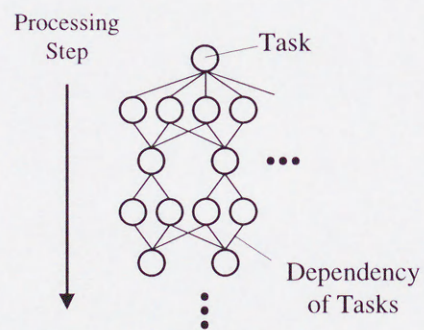 Processing
Step
Task
Dependency
of Tasks